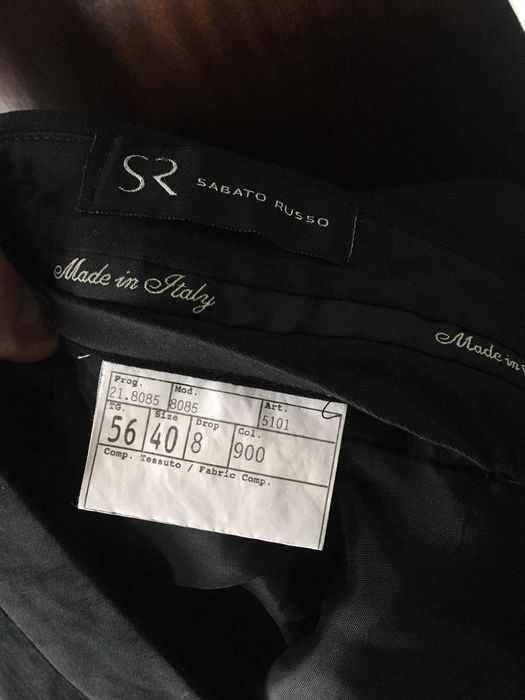 SR SABATO RUSSO
Made in Italy
Made in
Prog. Mod. Art.
21.8085 8085 5101
TG. Size Drop Col.
56 40 8 900
Comp. Tessuto / Fabric Comp.